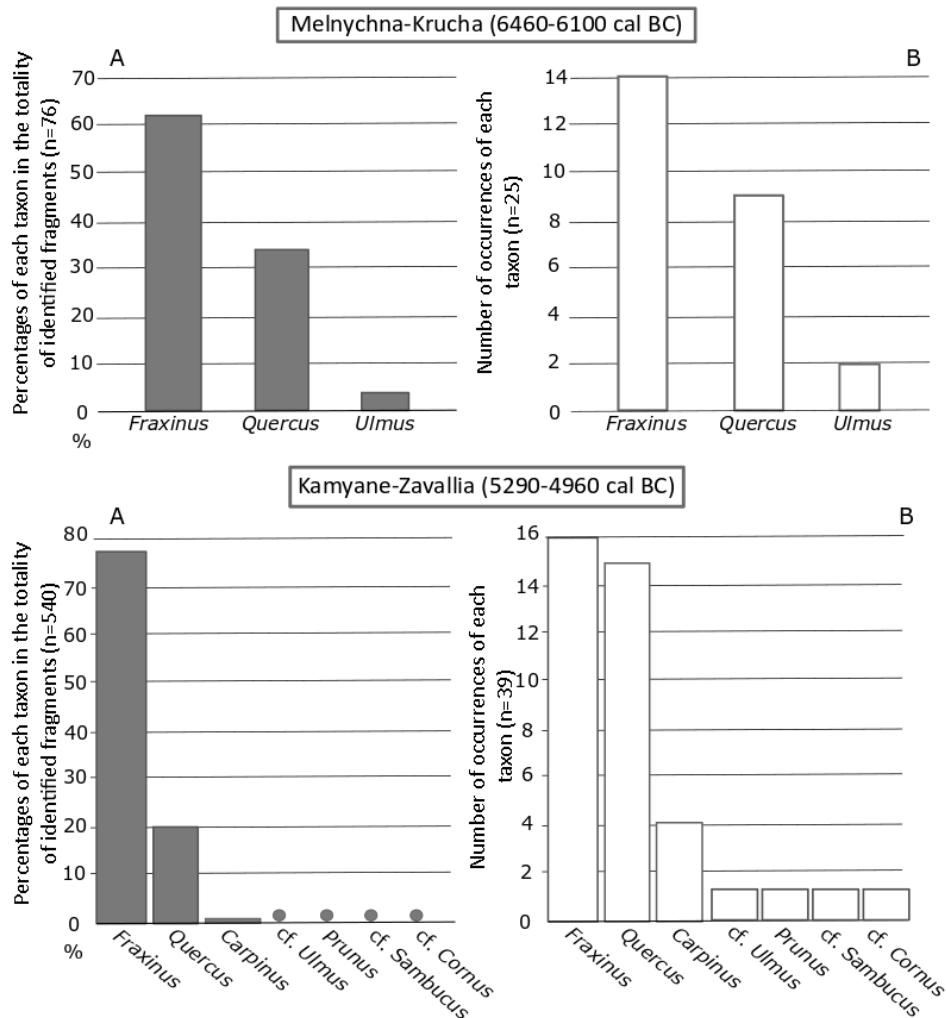 Melnychna-Krucha (6460-6100 cal BC)
A
Percentages of each taxon in the totality
of identified fragments (n=76)
70
60
50
40
30
20
10
0
%
Fraxinus
Quercus
Ulmus
B
Number of occurrences of each
taxon (n=25)
14
12
10
8
6
4
2
0
Fraxinus
Quercus
Ulmus
Kamyane-Zavallia (5290-4960 cal BC)
A
Percentages of each taxon in the totality
of identified fragments (n=540)
80
70
60
50
40
30
20
10
0
%
Fraxinus
Quercus
Carpinus
cf. Ulmus
Prunus
cf. Sambucus
cf. Cornus
B
Number of occurrences of each
taxon (n=39)
16
14
12
10
8
6
4
2
0
Fraxinus
Quercus
Carpinus
cf. Ulmus
Prunus
cf. Sambucus
cf. Cornus